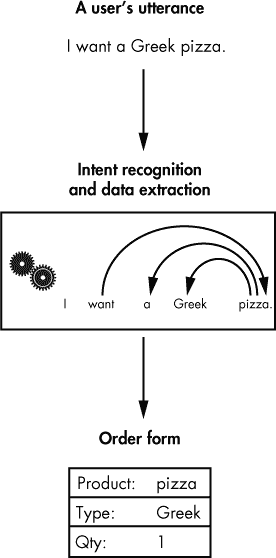 A user's utterance
I want a Greek pizza.
Intent recognition
and data extraction
I want a Greek pizza.
Order form
Product: pizza
Type: Greek
Qty: 1